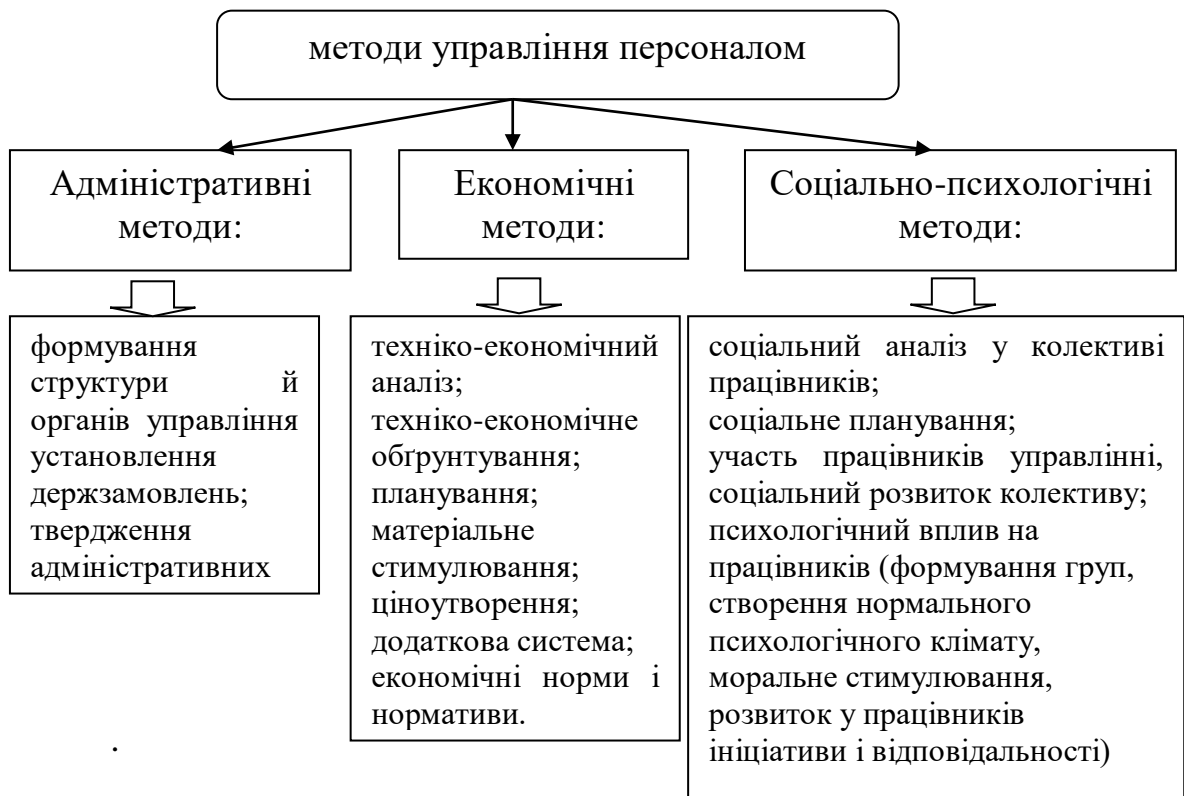 методи управління персоналом
Адміністративні
методи:
Економічні
методи:
Соціально-психологічні
методи:
формування
структури й
органів управління
установлення
держзамовлень;
твердження
адміністративних
техніко-економічний
аналіз;
техніко-економічне
обґрунтування;
планування;
матеріальне
стимулювання;
ціноутворення;
додаткова система;
економічні норми і
нормативи.
соціальний аналіз у колективі
працівників;
соціальне планування;
участь працівників управлінні,
соціальний розвиток колективу;
психологічний вплив на
працівників (формування груп,
створення нормального
психологічного клімату,
моральне стимулювання,
розвиток у працівників
ініціативи і відповідальності)
.